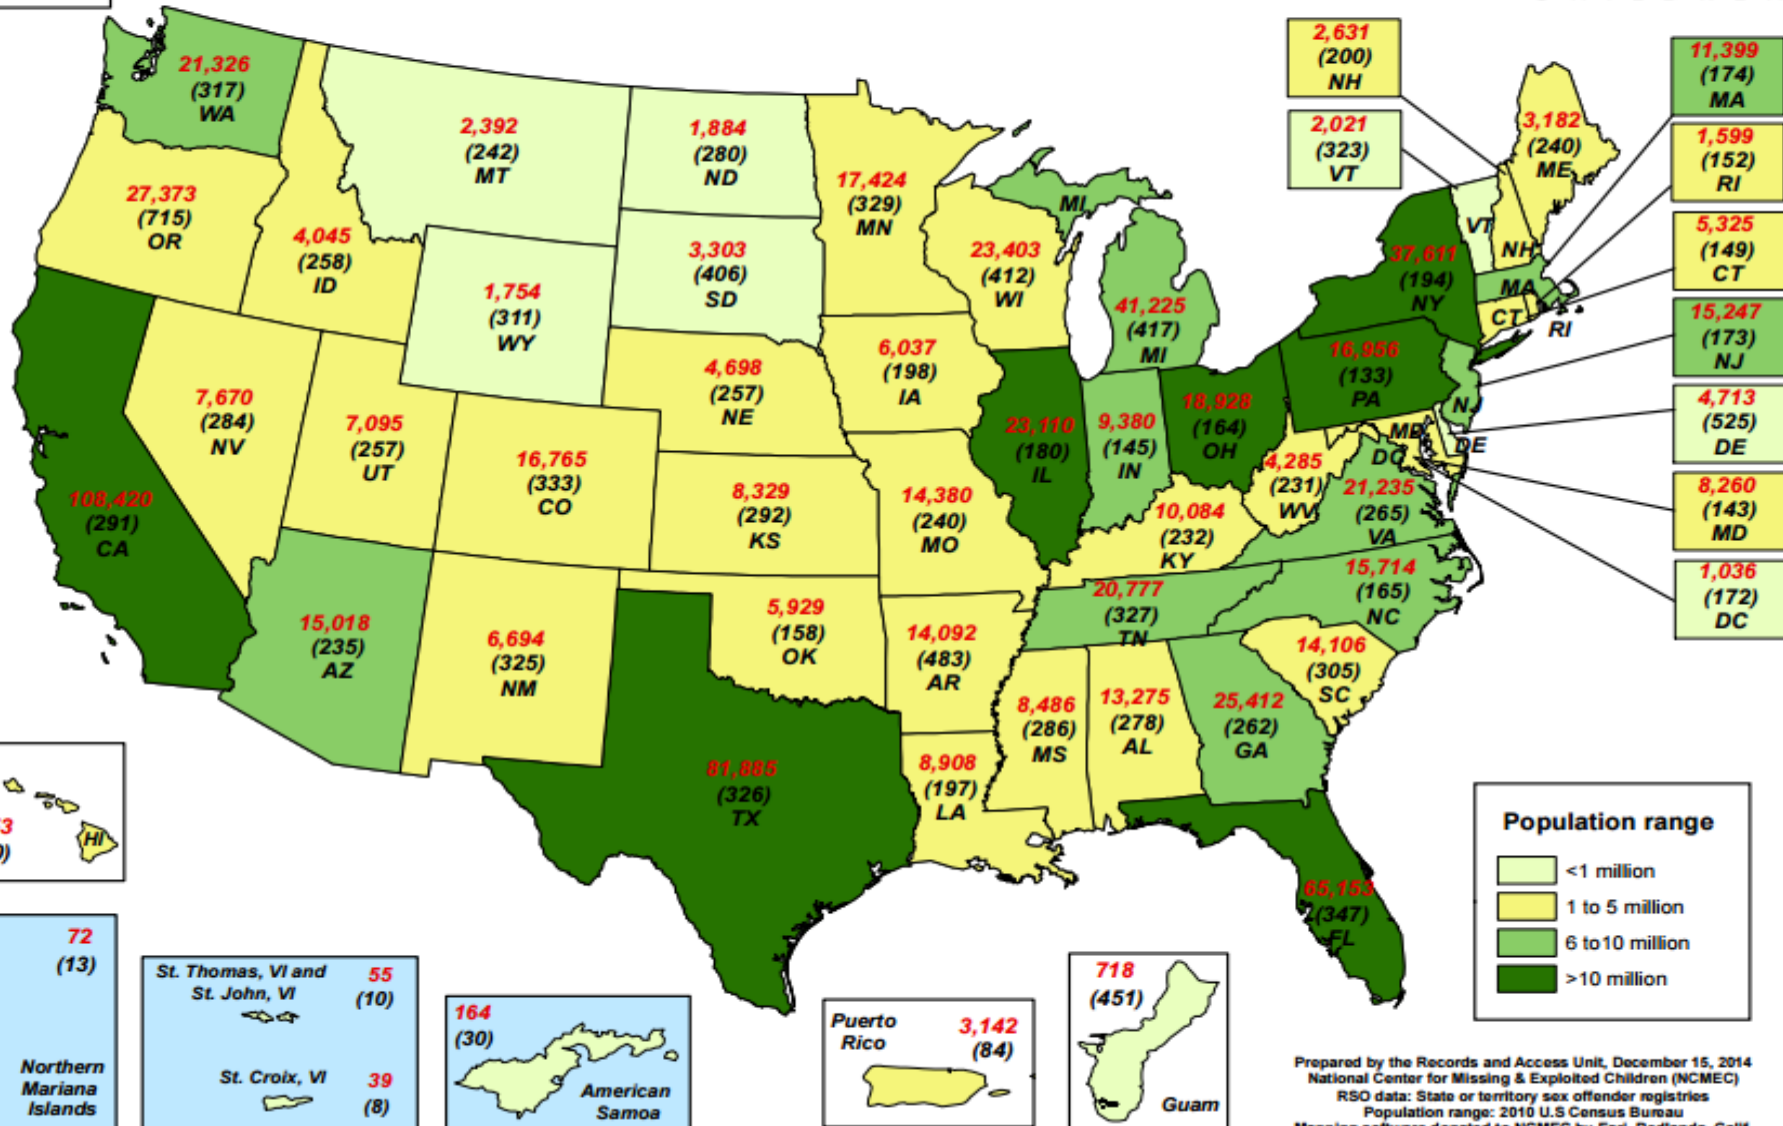 21,326
(317)
WA
2,392
(242)
MT
1,884
(280)
ND
17,424
(329)
MN
2,631
(200)
NH
2,021
(323)
VT
3,182
(240)
ME
11,399
(174)
MA
1,599
(152)
RI
5,325
(149)
CT
15,247
(173)
NJ
4,713
(525)
DE
8,260
(143)
MD
1,036
(172)
DC
27,373
(715)
OR
4,045
(258)
ID
1,754
(311)
WY
3,303
(406)
SD
23,403
(412)
WI
MI
41,225
(417)
MI
37,611
(194)
NY
VT
NH
MA
CT
RI
NJ
MD
DE
DC
7,670
(284)
NV
7,095
(257)
UT
16,765
(333)
CO
4,698
(257)
NE
6,037
(198)
IA
23,110
(180)
IL
9,380
(145)
IN
18,928
(164)
OH
16,956
(133)
PA
108,420
(291)
CA
8,329
(292)
KS
14,380
(240)
MO
10,084
(232)
KY
4,285
(231)
WV
21,235
(265)
VA
15,018
(235)
AZ
6,694
(325)
NM
5,929
(158)
OK
14,092
(483)
AR
20,777
(327)
TN
15,714
(165)
NC
14,106
(305)
SC
81,885
(326)
TX
8,908
(197)
LA
8,486
(286)
MS
13,275
(278)
AL
25,412
(262)
GA
65,153
(347)
FL
HI
72
(13)
Northern
Mariana
Islands
St. Thomas, VI and
St. John, VI
55
(10)
St. Croix, VI
39
(8)
164
(30)
American
Samoa
Puerto
Rico
3,142
(84)
718
(451)
Guam
Population range
<1 million
1 to 5 million
6 to10 million
>10 million
Prepared by the Records and Access Unit, December 15, 2014
National Center for Missing & Exploited Children (NCMEC)
RSO data: State or territory sex offender registries
Population range: 2010 U.S Census Bureau